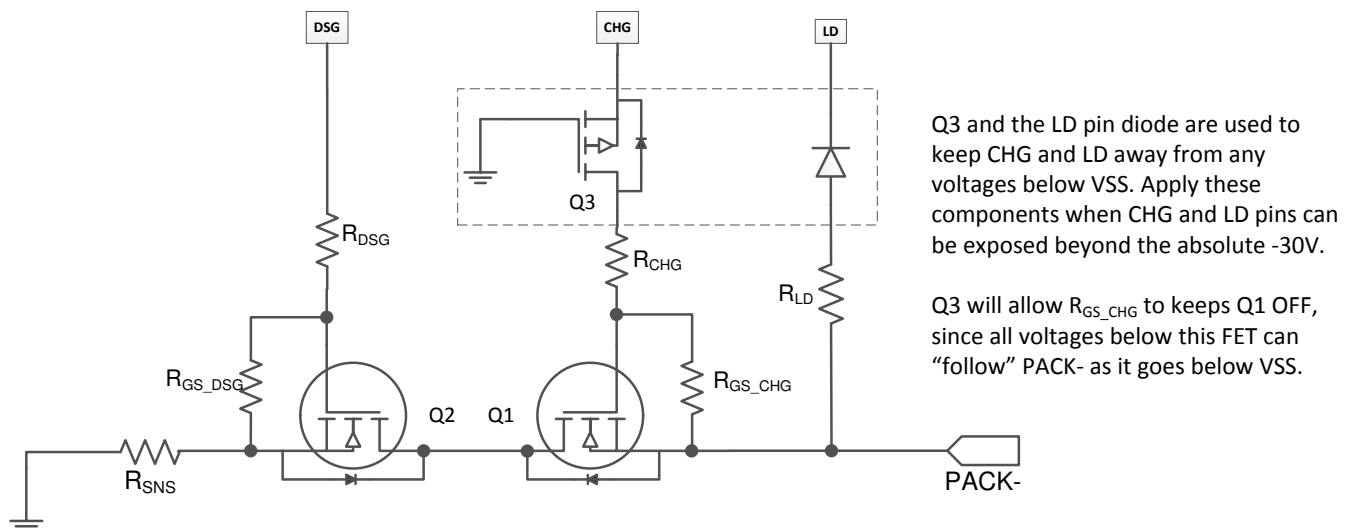 DSG
CHG
LD
Q3 and the LD pin diode are used to
keep CHG and LD away from any
voltages below VSS. Apply these
components when CHG and LD pins can
be exposed beyond the absolute -30V.
Q3 will allow RGS_CHG to keeps Q1 OFF,
since all voltages below this FET can
“follow” PACK- as it goes below VSS.
Q3
RDSG
RCHG
RLD
RGS_DSG
Q2
Q1
RGS_CHG
RSNS
PACK-